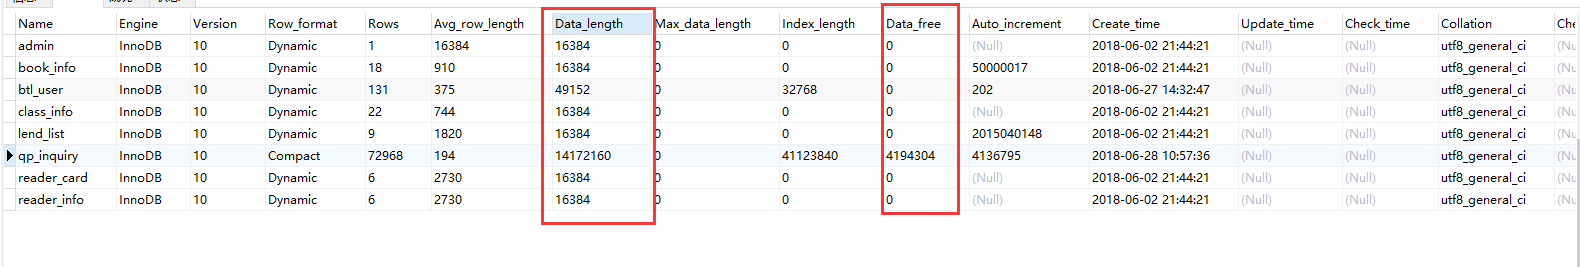 Name Engine Version Row_format Rows Avg_row_length Data_length Max_data_length Index_length Data_free Auto_increment Create_time Update_time Check_time Collation
admin InnoDB 10 Dynamic 1 16384 16384 0 0 0 (Null) 2018-06-02 21:44:21 (Null) (Null) utf8_general_ci (Null)
book_info InnoDB 10 Dynamic 18 910 16384 0 0 0 50000017 2018-06-02 21:44:21 (Null) (Null) utf8_general_ci (Null)
btl_user InnoDB 10 Dynamic 131 375 49152 0 32768 0 202 2018-06-27 14:32:47 (Null) (Null) utf8_general_ci (Null)
class_info InnoDB 10 Dynamic 22 744 16384 0 0 0 (Null) 2018-06-02 21:44:21 (Null) (Null) utf8_general_ci (Null)
lend_list InnoDB 10 Dynamic 9 1820 16384 0 0 0 2015040148 2018-06-02 21:44:21 (Null) (Null) utf8_general_ci (Null)
qp_inquiry InnoDB 10 Compact 72968 194 14172160 0 41123840 4194304 4136795 2018-06-28 10:57:36 (Null) (Null) utf8_general_ci (Null)
reader_card InnoDB 10 Dynamic 6 2730 16384 0 0 0 (Null) 2018-06-02 21:44:21 (Null) (Null) utf8_general_ci (Null)
reader_info InnoDB 10 Dynamic 6 2730 16384 0 0 0 (Null) 2018-06-02 21:44:21 (Null) (Null) utf8_general_ci (Null)